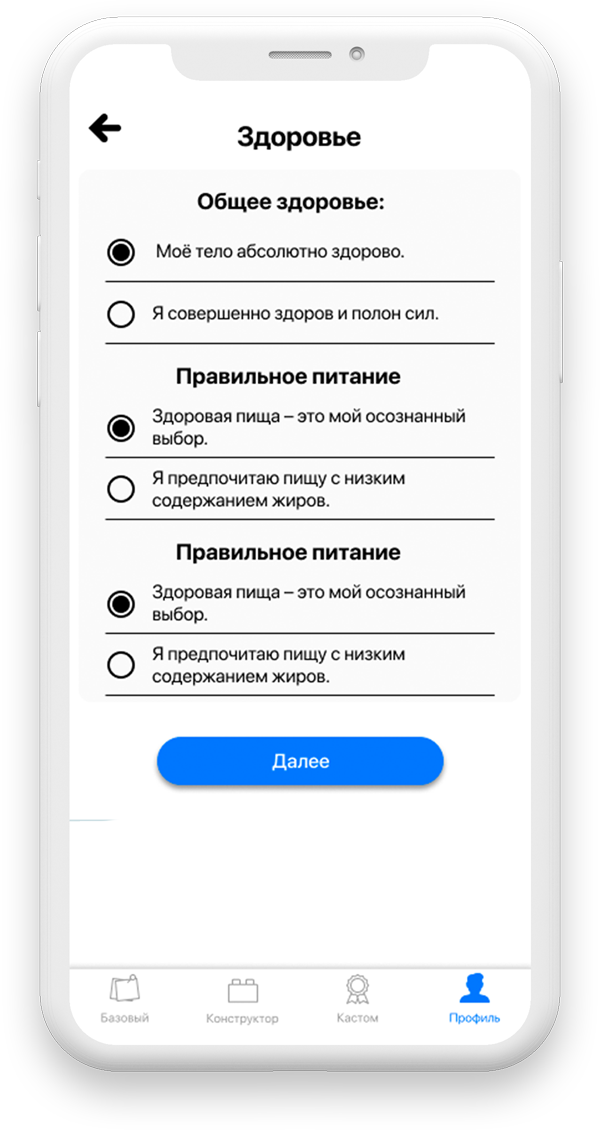 Здоровье
Общее здоровье:
Моё тело абсолютно здорово.
Я совершенно здоров и полон сил.
Правильное питание
Здоровая пища – это мой осознанный
выбор.
Я предпочитаю пищу с низким
содержанием жиров.
Правильное питание
Здоровая пища – это мой осознанный
выбор.
Я предпочитаю пищу с низким
содержанием жиров.
Далее
Базовый
Конструктор
Кастом
Профиль